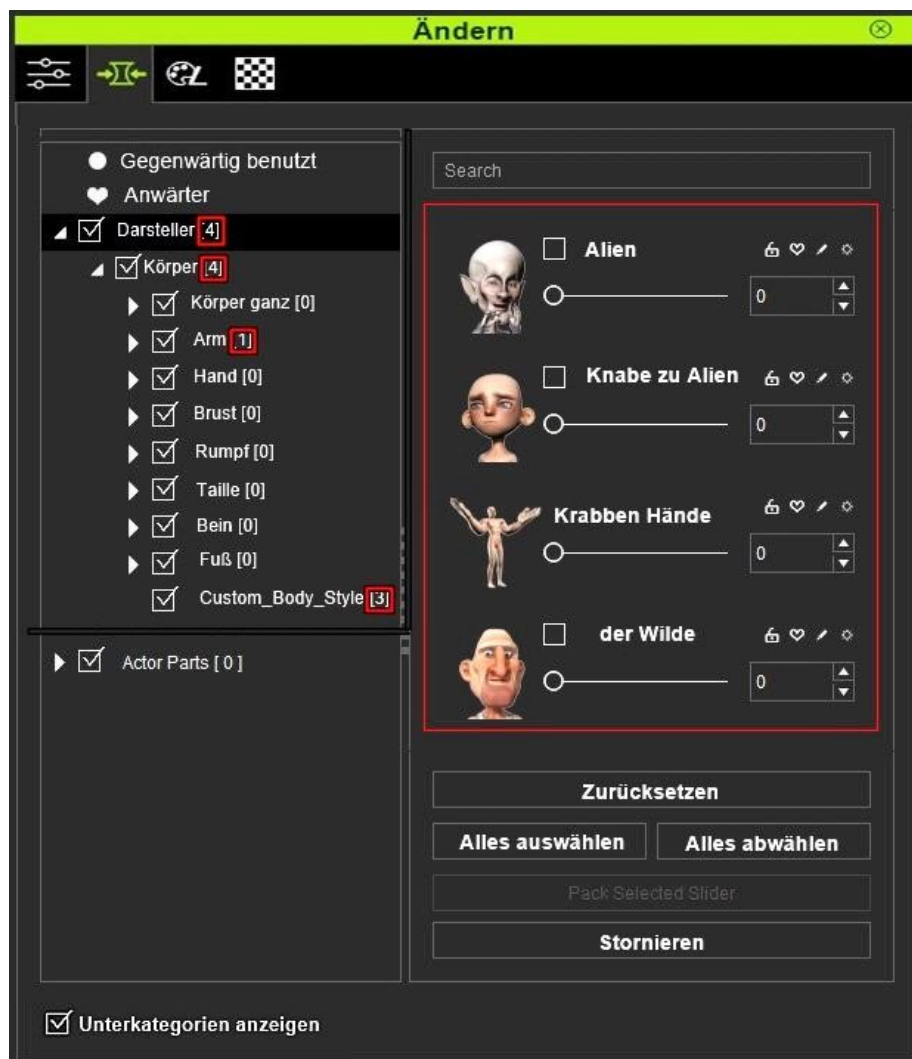 Ändern
Gegenwärtig benutzt
Anwärter
Darsteller [4]
Körper [4]
Körper ganz [0]
Arm [1]
Hand [0]
Brust [0]
Rumpf [0]
Taille [0]
Bein [0]
Fuß [0]
Custom_Body_Style [3]
Actor Parts [ 0 ]
Search
Alien
0
Knabe zu Alien
0
Krabben Hände
0
der Wilde
0
Zurücksetzen
Alles auswählen
Alles abwählen
Pack Selected Slider
Stornieren
Unterkategorien anzeigen